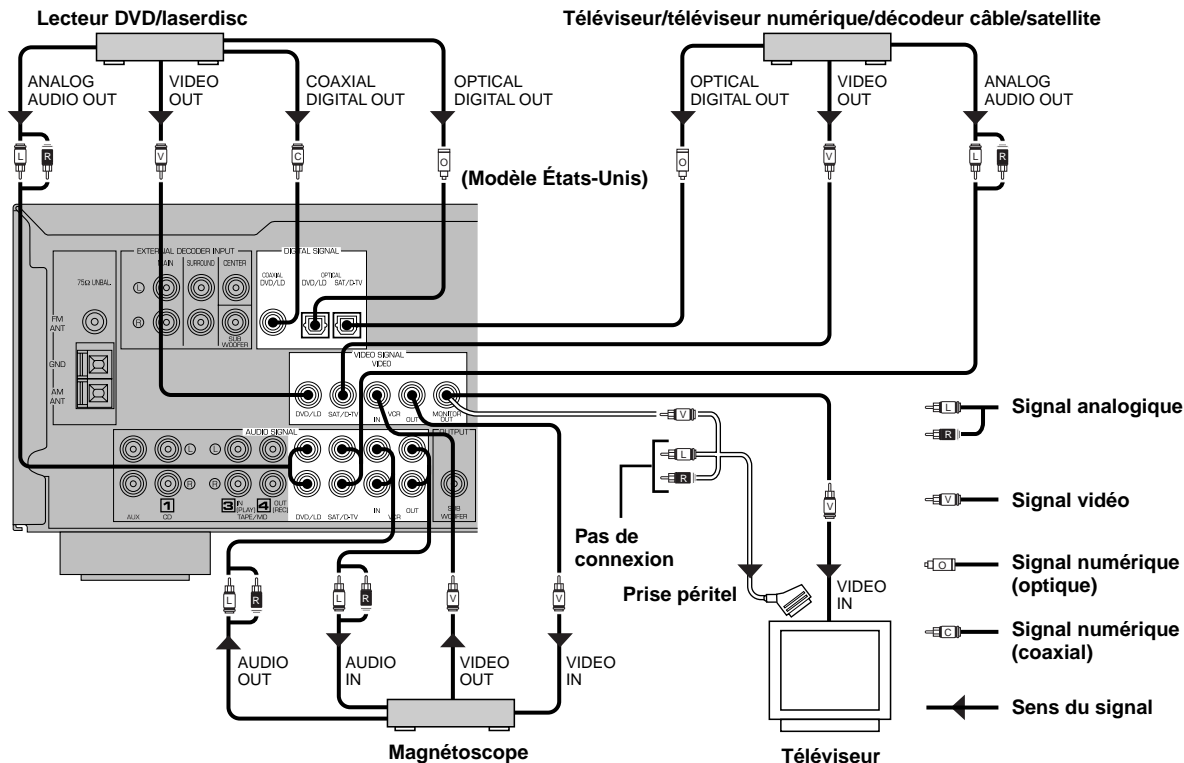 Lecteur DVD/laserdisc
Téléviseur/téléviseur numérique/décodeur câble/satellite
ANALOG
AUDIO OUT
VIDEO
OUT
COAXIAL
DIGITAL OUT
OPTICAL
DIGITAL OUT
OPTICAL
DIGITAL OUT
VIDEO
OUT
ANALOG
AUDIO OUT
L
R
V
C
O
O
V
L
R
(Modèle États-Unis)
EXTERNAL DECODER INPUT
MAIN
SURROUND
CENTER
L
R
SUB
WOOFER
DIGITAL SIGNAL
COAXIAL
DVD/LD
OPTICAL
DVD/LD
SAT/D-TV
75Ω UNBAL.
FM
ANT
GND
AM
ANT
VIDEO SIGNAL
VIDEO
DVD/LD
SAT/D-TV
IN
VCR
OUT
MONITOR
OUT
AUDIO SIGNAL
OUTPUT
L
L
R
R
AUX
1
CD
3
IN
(PLAY)
4
OUT
(REC)
TAPE/MD
DVD/LD
SAT/D-TV
IN
VCR
OUT
SUB
WOOFER
V
L
R
Pas de
connexion
Prise péritel
V
VIDEO
IN
L
R
Signal analogique
V
Signal vidéo
O
Signal numérique
(optique)
C
Signal numérique
(coaxial)
Sens du signal
L
R
L
R
V
V
AUDIO
OUT
AUDIO
IN
VIDEO
OUT
VIDEO
IN
Magnétoscope
Téléviseur